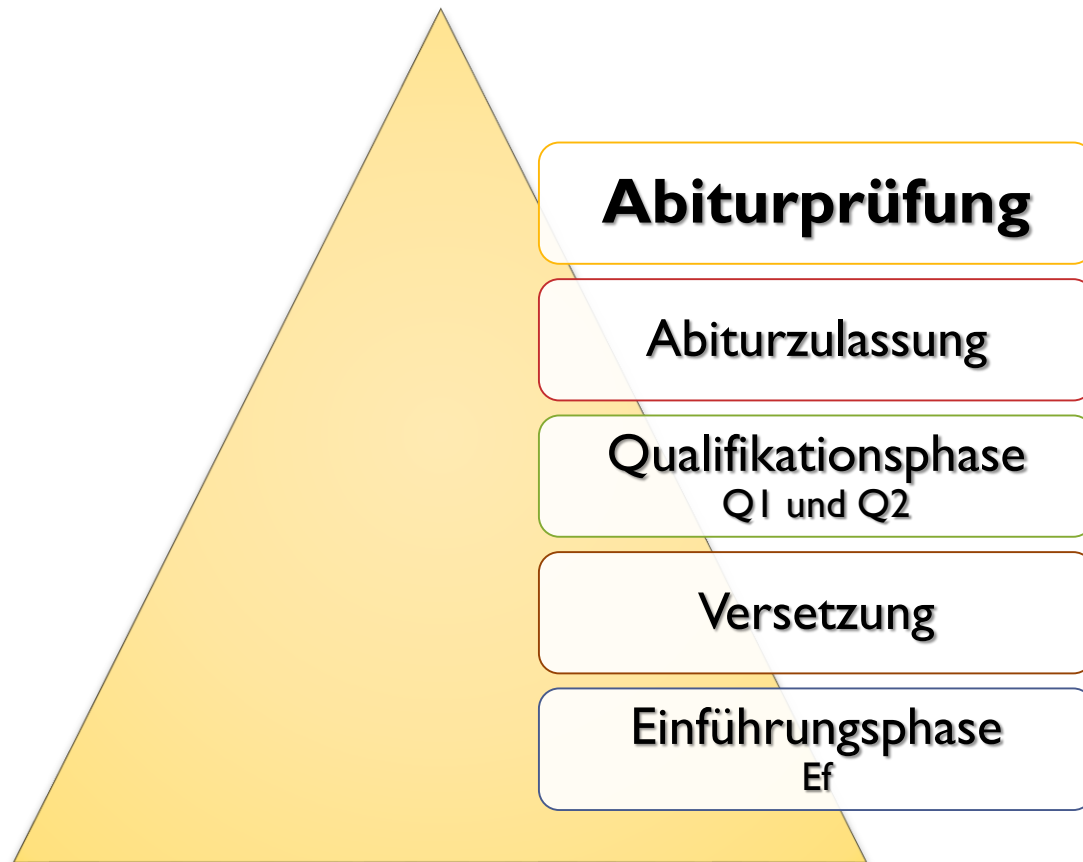 Abiturprüfung
Abiturzulassung
Qualifikationsphase
Q1 und Q2
Versetzung
Einführungsphase
Ef